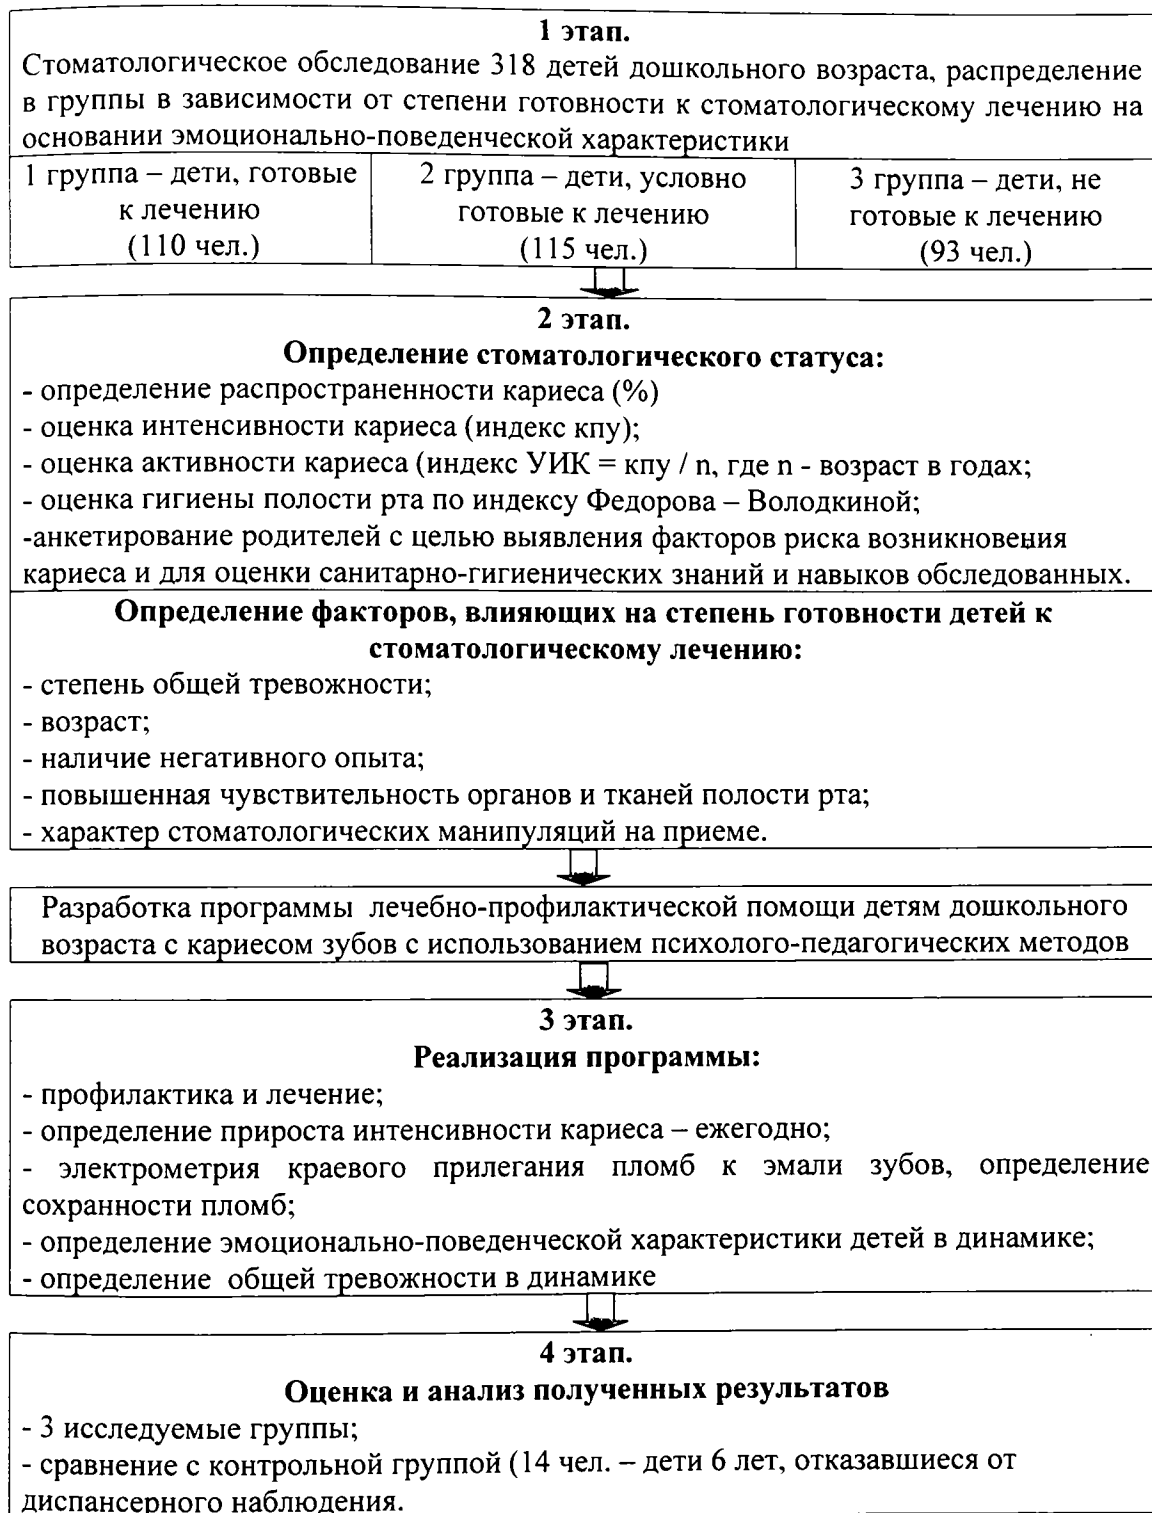 1 этап.
Стоматологическое обследование 318 детей дошкольного возраста, распределение
в группы в зависимости от степени готовности к стоматологическому лечению на
основании эмоционально-поведенческой характеристики
1 группа – дети, готовые
к лечению
(110 чел.)
2 группа – дети, условно
готовые к лечению
(115 чел.)
3 группа – дети, не
готовые к лечению
(93 чел.)
2 этап.
Определение стоматологического статуса:
- определение распространенности кариеса (%)
- оценка интенсивности кариеса (индекс кпу);
- оценка активности кариеса (индекс УИК = кпу / n, где n - возраст в годах;
- оценка гигиены полости рта по индексу Федорова – Володкиной;
-анкетирование родителей с целью выявления факторов риска возникновения
кариеса и для оценки санитарно-гигиенических знаний и навыков обследованных.
Определение факторов, влияющих на степень готовности детей к
стоматологическому лечению:
- степень общей тревожности;
- возраст;
- наличие негативного опыта;
- повышенная чувствительность органов и тканей полости рта;
- характер стоматологических манипуляций на приеме.
Разработка программы лечебно-профилактической помощи детям дошкольного
возраста с кариесом зубов с использованием психолого-педагогических методов
3 этап.
Реализация программы:
- профилактика и лечение;
- определение прироста интенсивности кариеса – ежегодно;
- электрометрия краевого прилегания пломб к эмали зубов, определение
сохранности пломб;
- определение эмоционально-поведенческой характеристики детей в динамике;
- определение общей тревожности в динамике
4 этап.
Оценка и анализ полученных результатов
- 3 исследуемые группы;
- сравнение с контрольной группой (14 чел. – дети 6 лет, отказавшиеся от
диспансерного наблюдения.